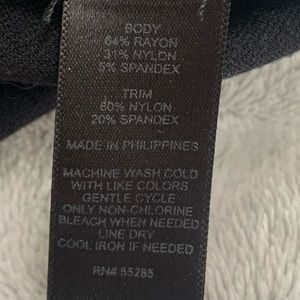 BODY
64% RAYON
31% NYLON
5% SPANDEX
TRIM
80% NYLON
20% SPANDEX
MADE IN PHILIPPINES
MACHINE WASH COLD
WITH LIKE COLORS
GENTLE CYCLE
ONLY NON-CHLORINE
BLEACH WHEN NEEDED
LINE DRY
COOL IRON IF NEEDED
RN# 55285